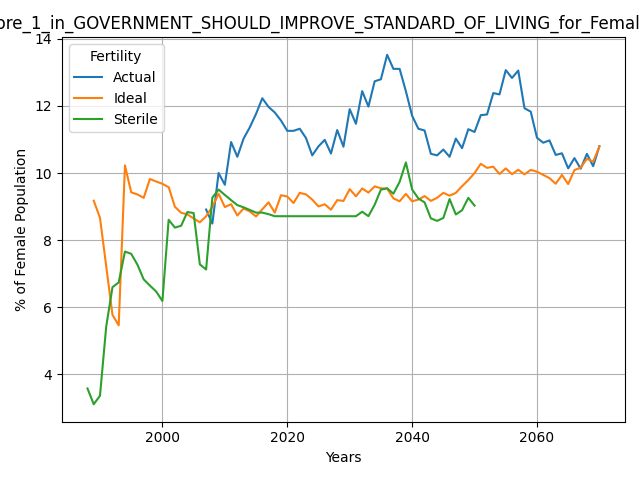 ore_1_in_GOVERNMENT_SHOULD_IMPROVE_STANDARD_OF_LIVING_for_Femal
Fertility
Actual
Ideal
Sterile
% of Female Population
14
12
10
8
6
4
2000
2020
2040
2060
Years